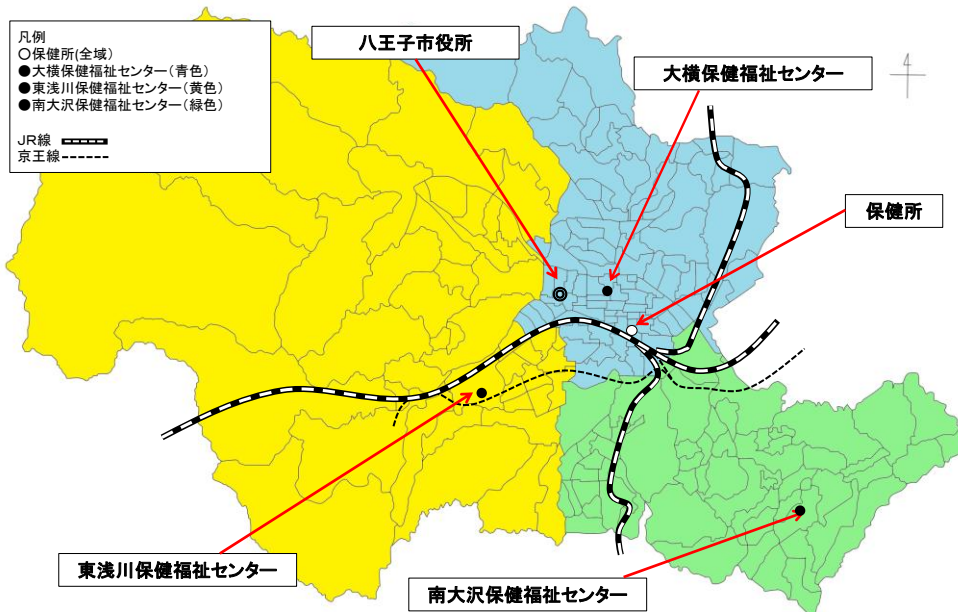 凡例
○保健所(全域)
●大横保健福祉センター(青色)
●東浅川保健福祉センター(黄色)
●南大沢保健福祉センター(緑色)
JR線
京王線
八王子市役所
大横保健福祉センター
保健所
東浅川保健福祉センター
南大沢保健福祉センター